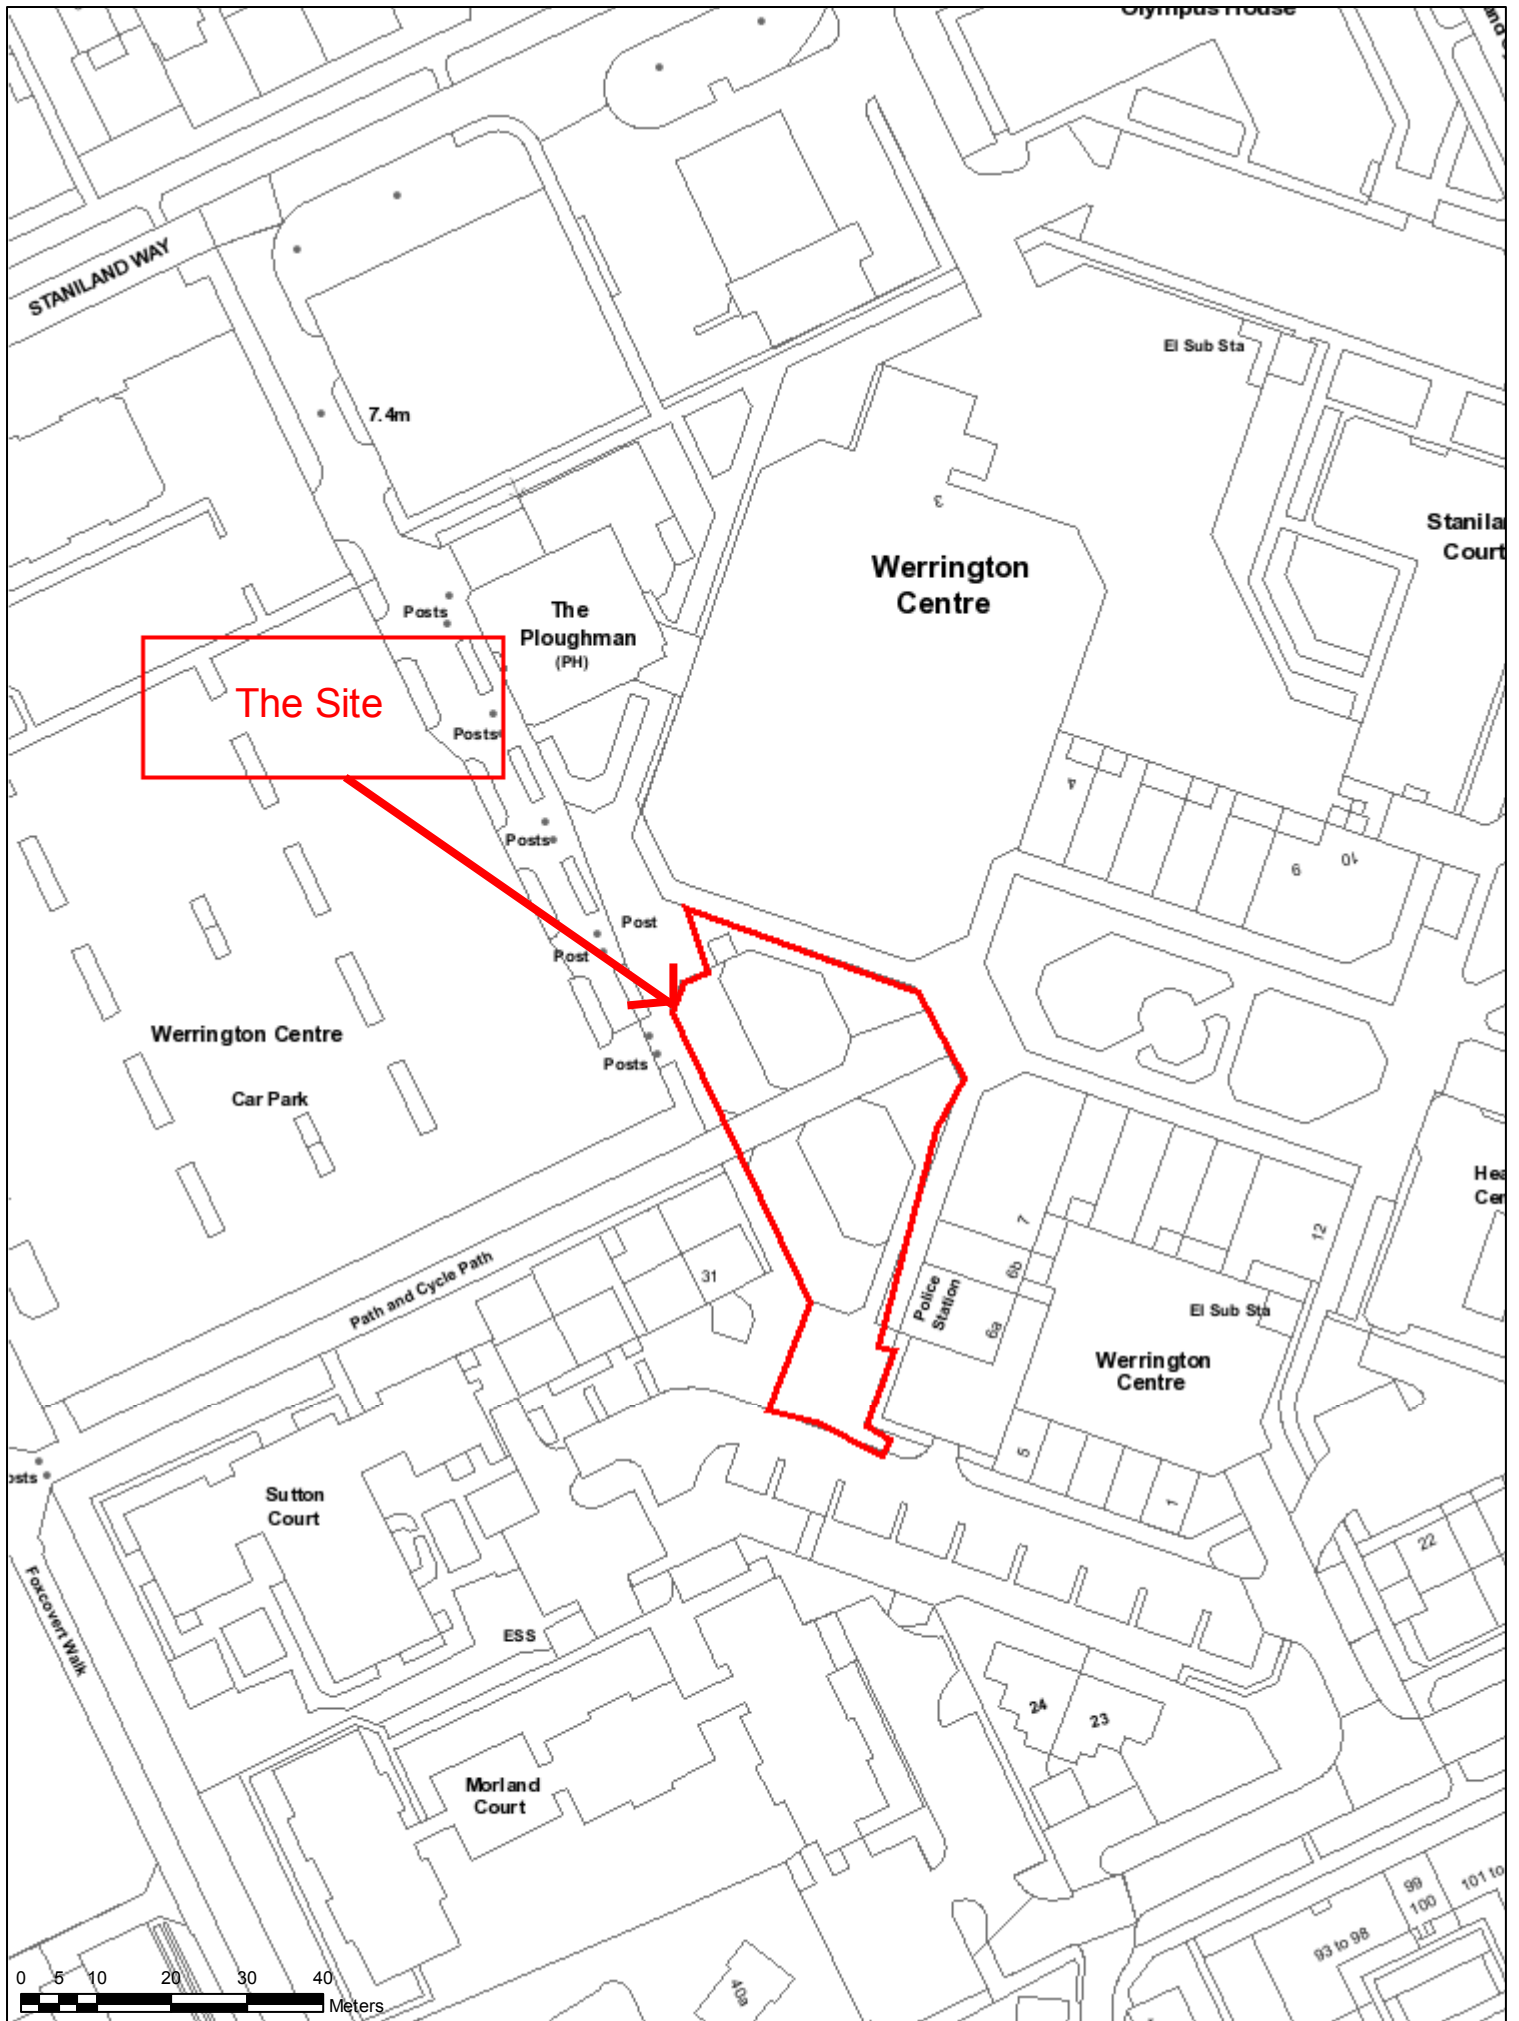 Olympus House
STANILAND WAY
El Sub Sta
7.4m
3
Werrington
Centre
Court
Posts
The
Ploughman
(PH)
The Site
Posts
4
Posts
9
10
Post
Post
Werrington Centre
Car Park
Posts
7
12
31
6b
Police
Station
6a
El Sub Sta
Path and Cycle Path
Werrington
Centre
5
1
Sutton
Court
22
Foxcovert Walk
ESS
24
23
Morland
Court
99
100
101 to
93 to 98
40a
0 5 10 20 30 40
Meters